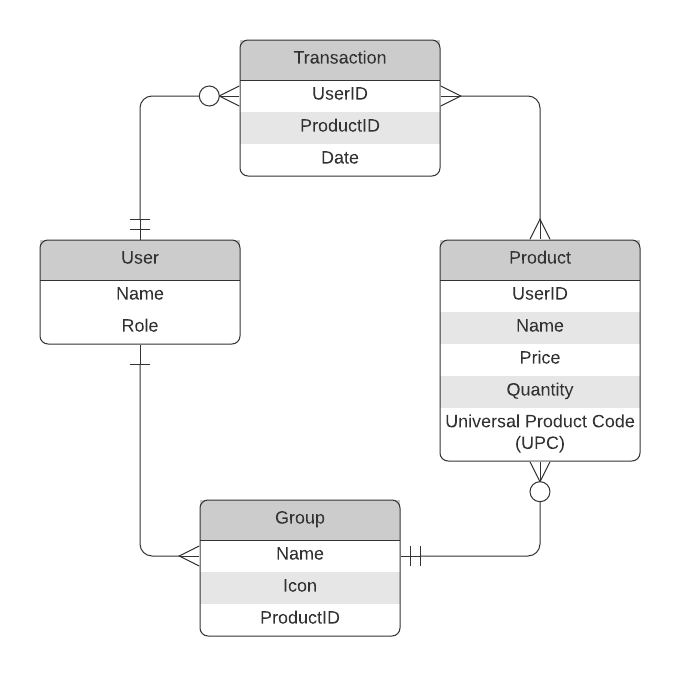 Transaction
UserID
ProductID
Date
User
Name
Role
Product
UserID
Name
Price
Quantity
Universal Product Code
(UPC)
Group
Name
Icon
ProductID